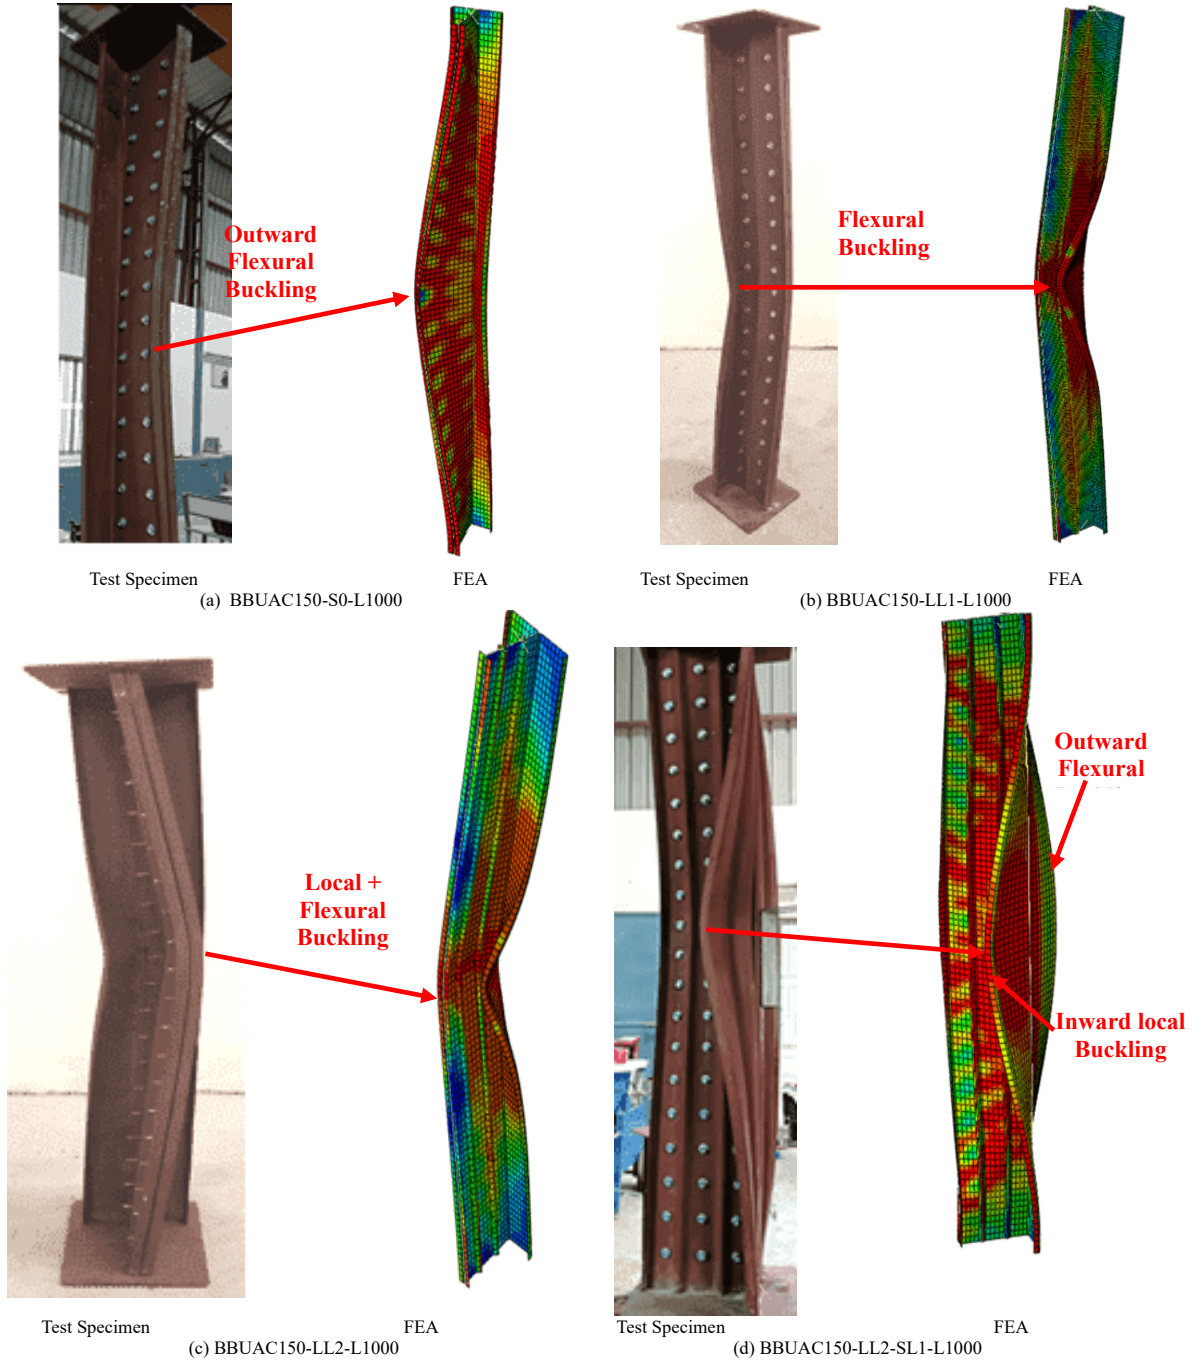 Outward
Flexural
Buckling
Flexural
Buckling
Test Specimen
FEA
(a) BBUAC150-S0-L1000
Test Specimen
FEA
(b) BBUAC150-LL1-L1000
Local +
Flexural
Buckling
Outward
Flexural
Inward local
Buckling
Test Specimen
FEA
(c) BBUAC150-LL2-L1000
Test Specimen
FEA
(d) BBUAC150-LL2-SL1-L1000